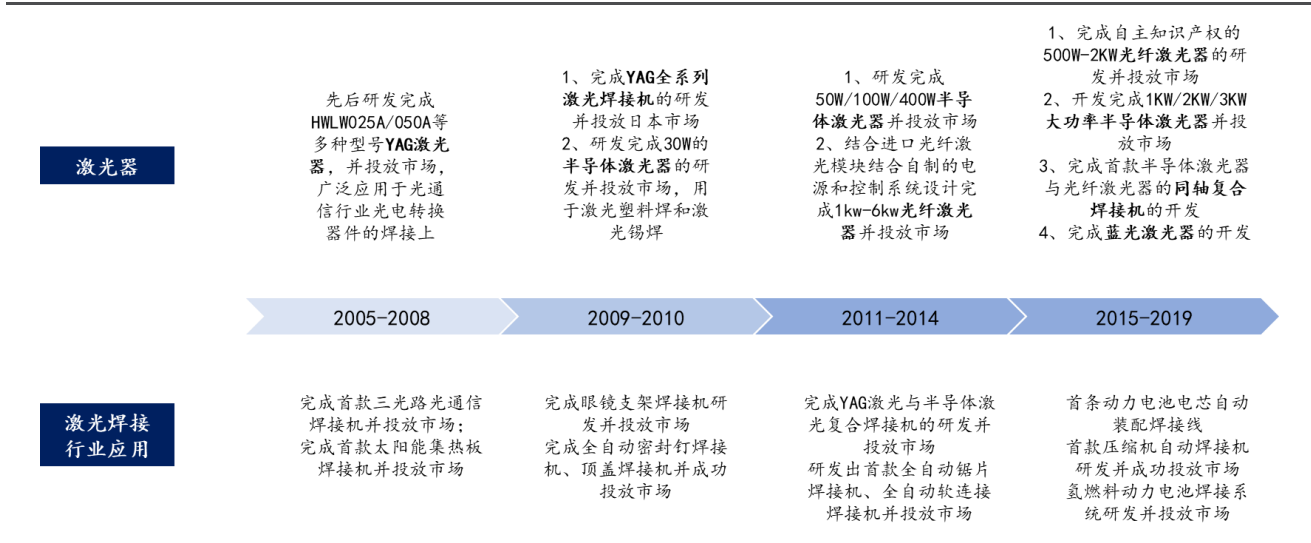 激光器
先后研发完成
HWLW025A/050A等
多种型号YAG激光
器，并投放市场，
广泛应用于光通
信行业光电转换
器件的焊接上
1、完成YAG全系列
激光焊接机的研发
并投放日本市场
2、研发完成30W的
半导体激光器的研
发并投放市场，用
于激光塑料焊和激
光锡焊
1、研发完成
50W/100W/400W半导
体激光器并投放市场
2、结合进口光纤激
光模块结合自制的电
源和控制系统设计完
成1kw-6kw光纤激光
器并投放市场
1、完成自主知识产权的
500W-2KW光纤激光器的研
发并投放市场
2、开发完成1KW/2KW/3KW
大功率半导体激光器并投
放市场
3、完成首款半导体激光器
与光纤激光器的同轴复合
焊接机的开发
4、完成蓝光激光器的开发
2005-2008
2009-2010
2011-2014
2015-2019
激光焊接
行业应用
完成首款三光路光通信
焊接机并投放市场；
完成首款太阳能集热板
焊接机并投放市场
完成眼镜支架焊接机研
发并投放市场
完成全自动密封钉焊接
机、顶盖焊接机并成功
投放市场
完成YAG激光与半导体激
光复合焊接机的研发并
投放市场
研发出首款全自动锯片
焊接机、全自动软连接
焊接机并投放市场
首条动力电池电芯自动
装配焊接线
首款压缩机自动焊接机
研发并成功投放市场
氢燃料动力电池焊接系
统研发并投放市场